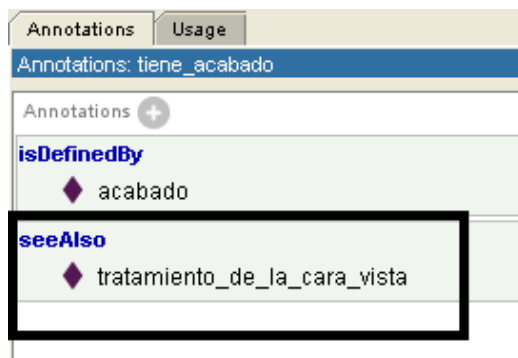 Annotations Usage
Annotations: tiene_acabado
Annotations
isDefinedBy
acabado
seeAlso
tratamiento_de_la_cara_vista